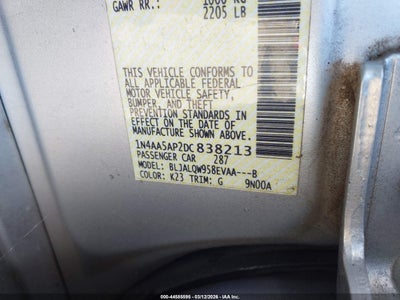 GAWR RR.: 1000 KG
2205 LB
THIS VEHICLE CONFORMS TO
ALL APPLICABLE FEDERAL
MOTOR VEHICLE SAFETY,
BUMPER, AND THEFT
PREVENTION STANDARDS IN
EFFECT ON THE DATE OF
MANUFACTURE SHOWN ABOVE.
1N4AA5AP2DC838213
PASSENGER CAR 287
MODEL: BLJALQW958EVAA---B
COLOR: K23 TRIM: G 9N00A
000-44585595 - 03/12/2026 - IAA